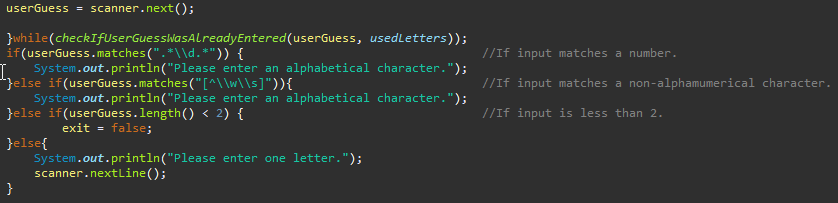 userGuess = scanner.next();
}while(checkIfUserGuessWasAlreadyEntered(userGuess, usedLetters));
if(userGuess.matches(".*\\d.*")) { //If input matches a number.
System.out.println("Please enter an alphabetical character.");
}else if(userGuess.matches("[^\\w\\s]")){ //If input matches a non-alphamumerical character.
System.out.println("Please enter an alphabetical character.");
}else if(userGuess.length() < 2) { //If input is less than 2.
exit = false;
}else{
System.out.println("Please enter one letter.");
scanner.nextLine();
}